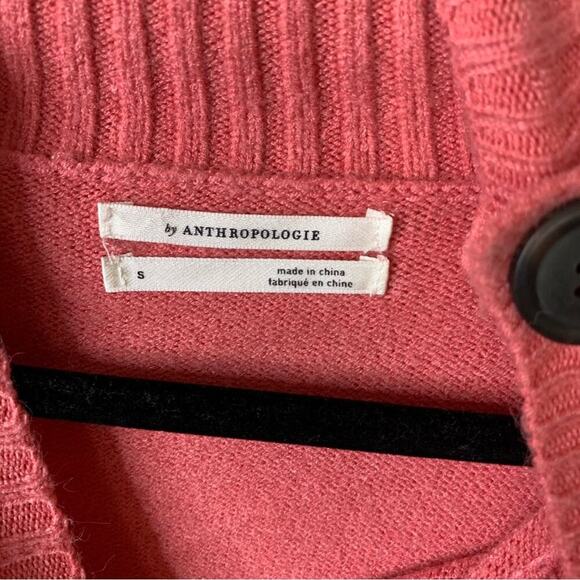 by ANTHROPOLOGIE
S
made in china
fabriqué en chine